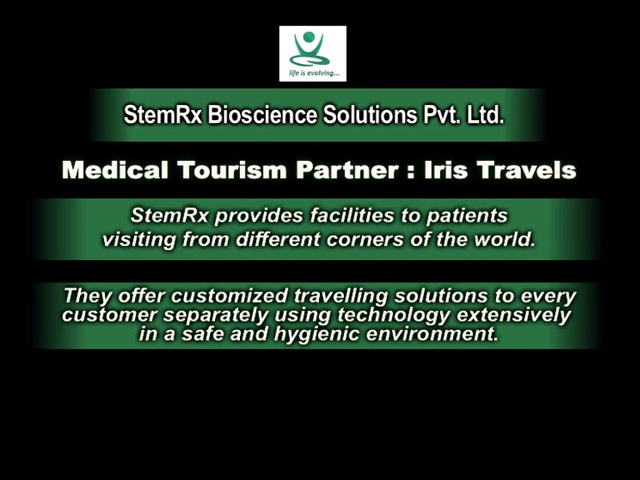 life is evolving...
StemRx Bioscience Solutions Pvt. Ltd.
Medical Tourism Partner : Iris Travels
StemRx provides facilities to patients
visiting from different corners of the world.
They offer customized travelling solutions to every
customer separately using technology extensively
in a safe and hygienic environment.